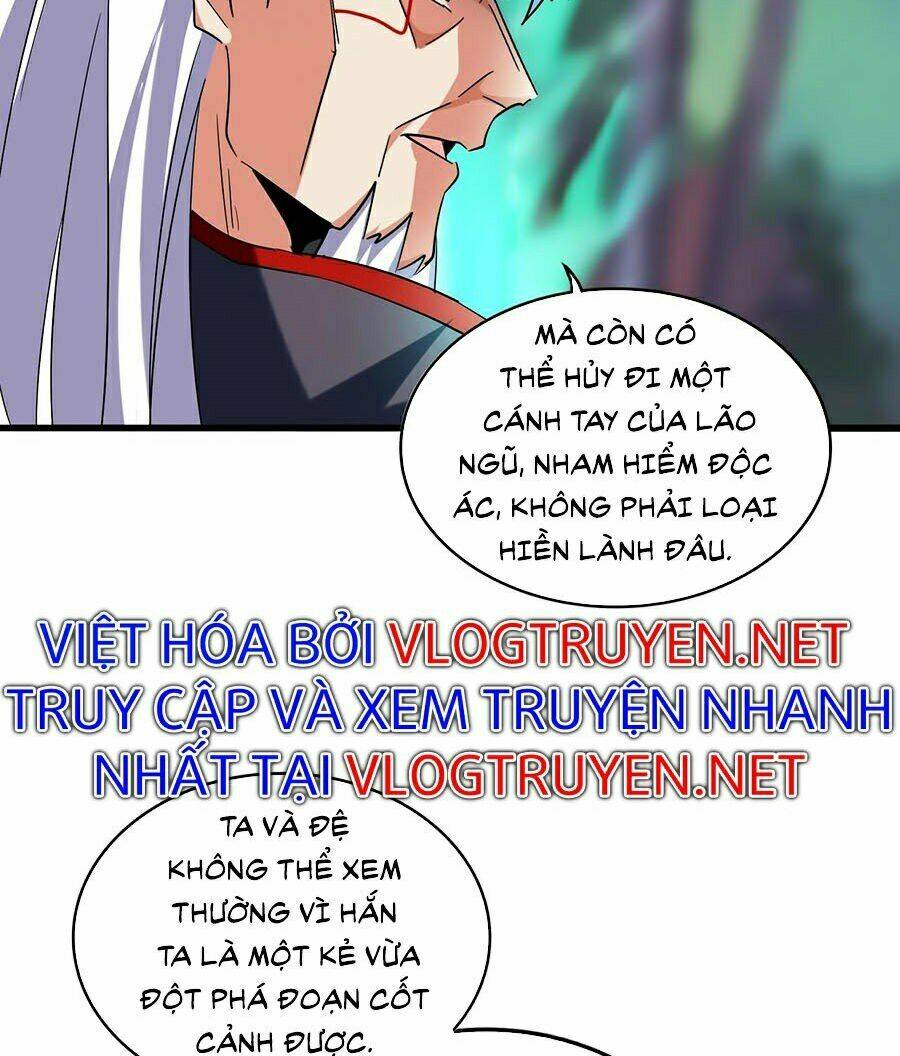 MÀ CÒN CÓ
THỂ HỦY ĐI MỘT
CÁNH TAY CỦA LÃO
NGŨ, NHAM HIỂM ĐỘC
ÁC, KHÔNG PHẢI LOẠI
HIỀN LÀNH ĐÂU.
VIỆT HÓA BỞI VLOGTRUYEN.NET
TRUY CẬP VÀ XEM TRUYỆN NHANH
NHẤT TẠI VLOGTRUYEN.NET
TA VÀ ĐỆ
KHÔNG THỂ XEM
THƯỜNG VÌ HẮN
TA LÀ MỘT KẺ VỪA
ĐỘT PHÁ ĐOẠN CỐT
CẢNH ĐƯỢC.